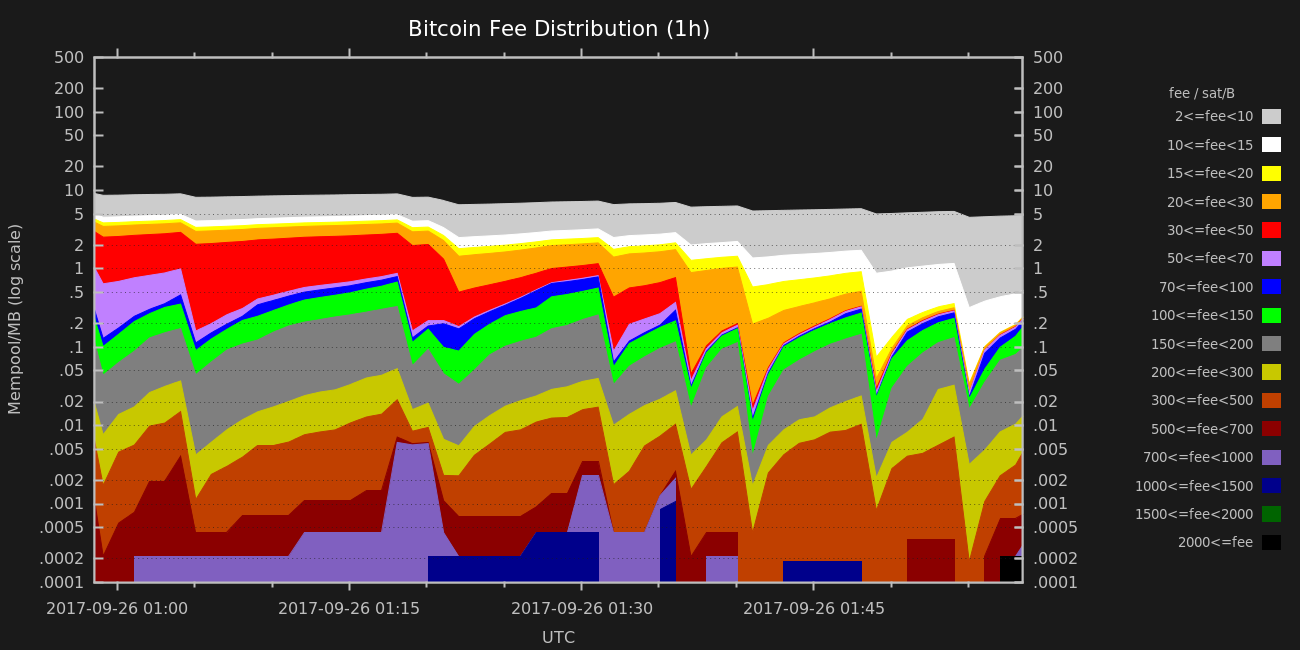 Bitcoin Fee Distribution (1h)
500 500
200 200
100 100
50 50
20 20
10 10
5 5
2 2
1 1
.5 .5
.2 .2
.1 .1
.05 .05
.02 .02
.01 .01
.005 .005
.002 .002
.001 .001
.0005 .0005
.0002 .0002
.0001 .0001
Mempool/MB (log scale)
2017-09-26 01:00 2017-09-26 01:15 2017-09-26 01:30 2017-09-26 01:45
UTC
fee / sat/B
2<=fee<10
10<=fee<15
15<=fee<20
20<=fee<30
30<=fee<50
50<=fee<70
70<=fee<100
100<=fee<150
150<=fee<200
200<=fee<300
300<=fee<500
500<=fee<700
700<=fee<1000
1000<=fee<1500
1500<=fee<2000
2000<=fee